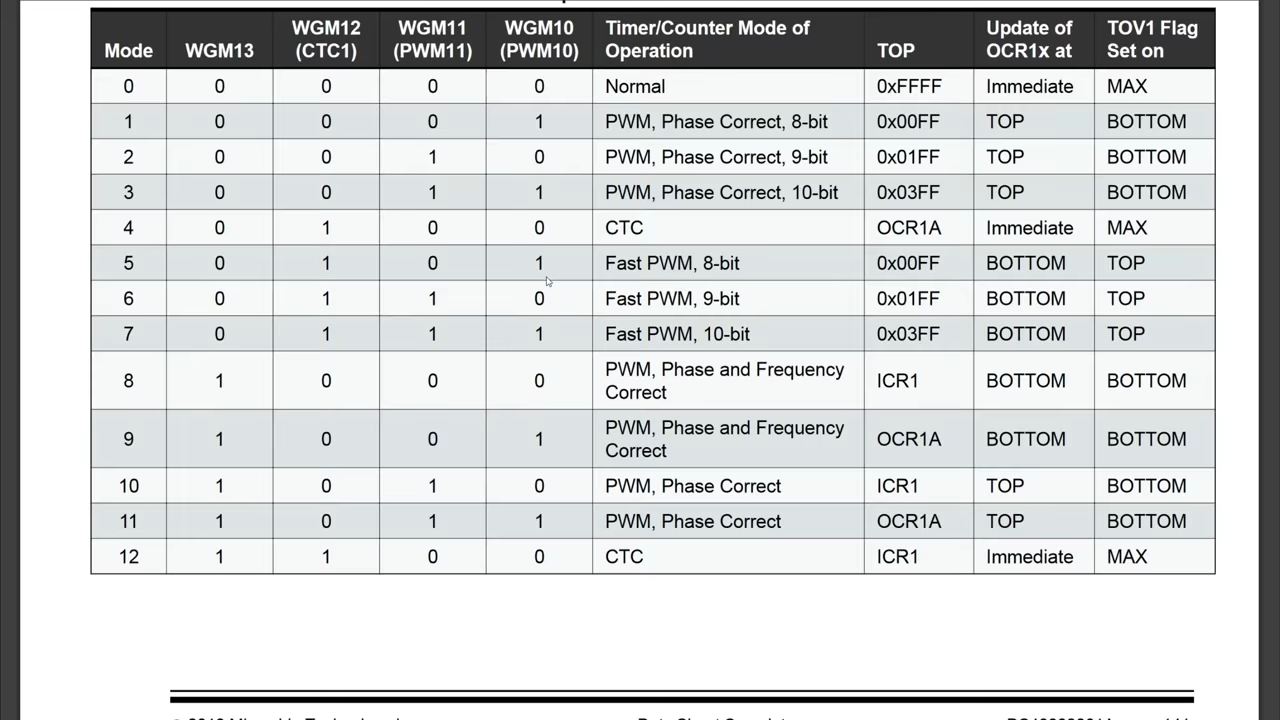 Mode WGM13 WGM12 (CTC1) WGM11 (PWM11) WGM10 (PWM10) Timer/Counter Mode of Operation TOP Update of OCR1x at TOV1 Flag Set on
0 0 0 0 0 Normal 0xFFFF Immediate MAX
1 0 0 0 1 PWM, Phase Correct, 8-bit 0x00FF TOP BOTTOM
2 0 0 1 0 PWM, Phase Correct, 9-bit 0x01FF TOP BOTTOM
3 0 0 1 1 PWM, Phase Correct, 10-bit 0x03FF TOP BOTTOM
4 0 1 0 0 CTC OCR1A Immediate MAX
5 0 1 0 1 Fast PWM, 8-bit 0x00FF BOTTOM TOP
6 0 1 1 0 Fast PWM, 9-bit 0x01FF BOTTOM TOP
7 0 1 1 1 Fast PWM, 10-bit 0x03FF BOTTOM TOP
8 1 0 0 0 PWM, Phase and Frequency Correct ICR1 BOTTOM BOTTOM
9 1 0 0 1 PWM, Phase and Frequency Correct OCR1A BOTTOM BOTTOM
10 1 0 1 0 PWM, Phase Correct ICR1 TOP BOTTOM
11 1 0 1 1 PWM, Phase Correct OCR1A TOP BOTTOM
12 1 1 0 0 CTC ICR1 Immediate MAX